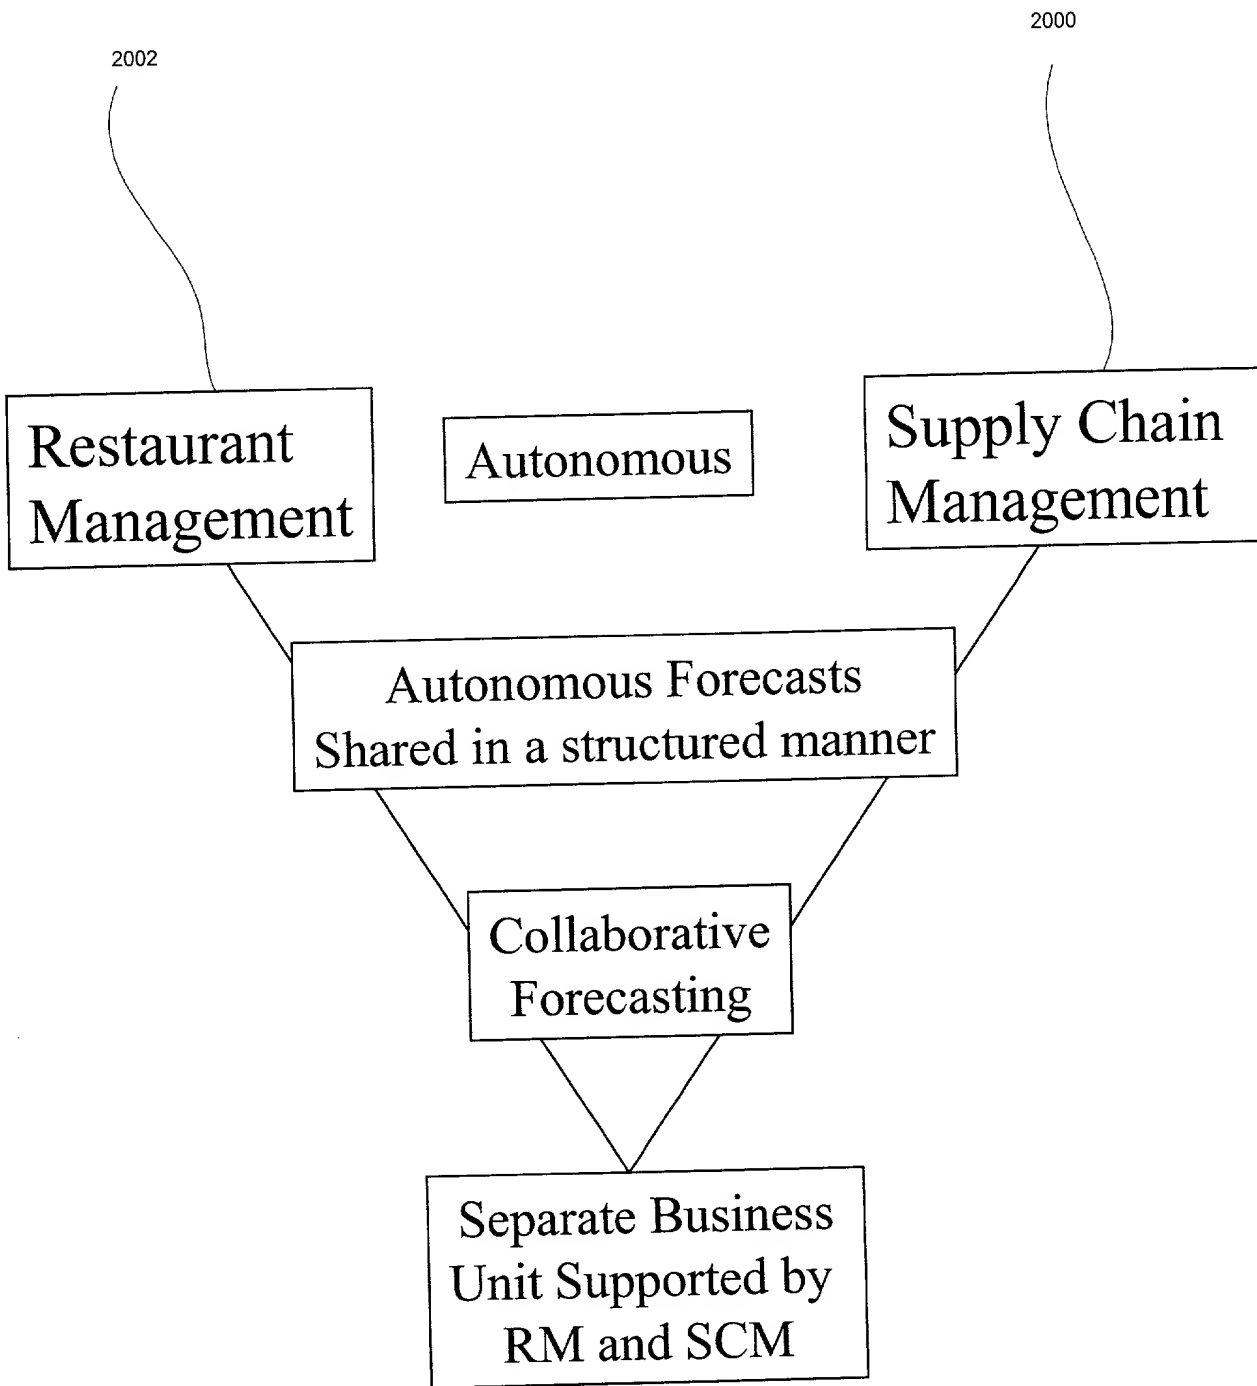 2002
2000
Restaurant
Management
Autonomous
Supply Chain
Management
Autonomous Forecasts
Shared in a structured manner
Collaborative
Forecasting
Separate Business
Unit Supported by
RM and SCM